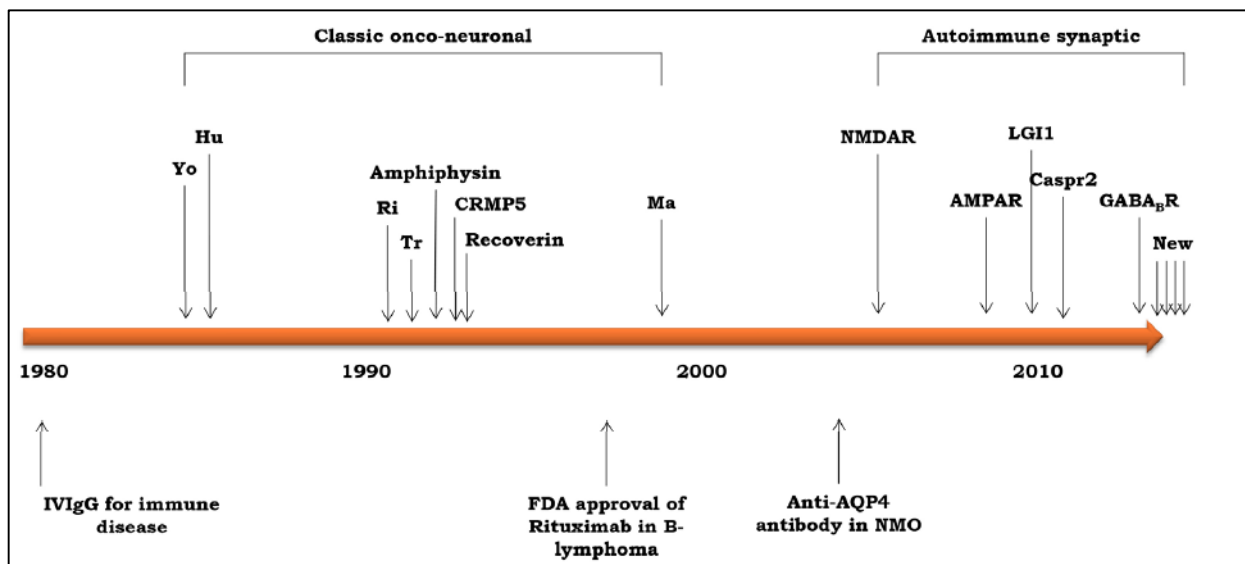 Classic onco-neuronal
Autoimmune synaptic
Hu
Yo
NMDAR
LGI1
Amphiphysin
Caspr2
Ri
CRMP5
Ma
AMPAR
GABA_BR
Tr
Recoverin
New
1980
1990
2000
2010
IVIgG for immune
disease
FDA approval of
Rituximab in B-
lymphoma
Anti-AQP4
antibody in NMO